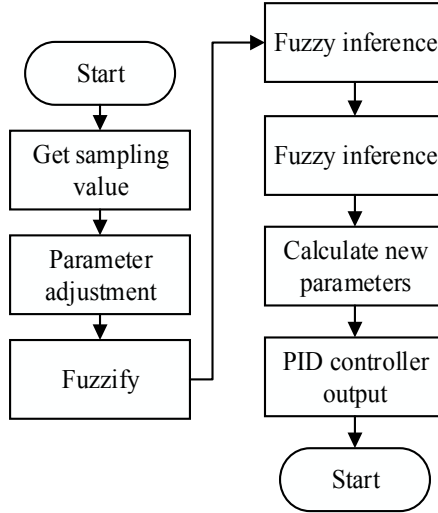 Start
Get sampling
value
Parameter
adjustment
Fuzzify
Fuzzy inference
Fuzzy inference
Calculate new
parameters
PID controller
output
Start